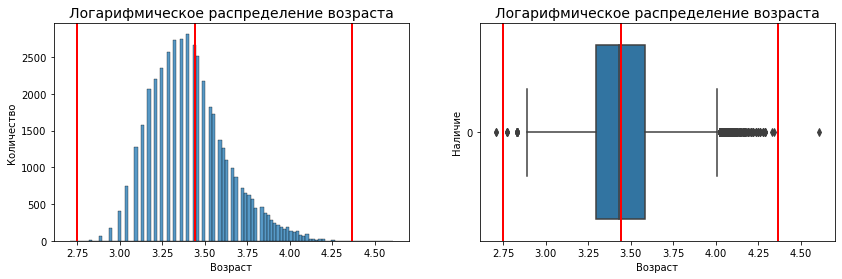 Логарифмическое распределение возраста
Количество
2500
2000
1500
1000
500
0
2.75 3.00 3.25 3.50 3.75 4.00 4.25 4.50
Возраст
Логарифмическое распределение возраста
Наличие
0
2.75 3.00 3.25 3.50 3.75 4.00 4.25 4.50
Возраст